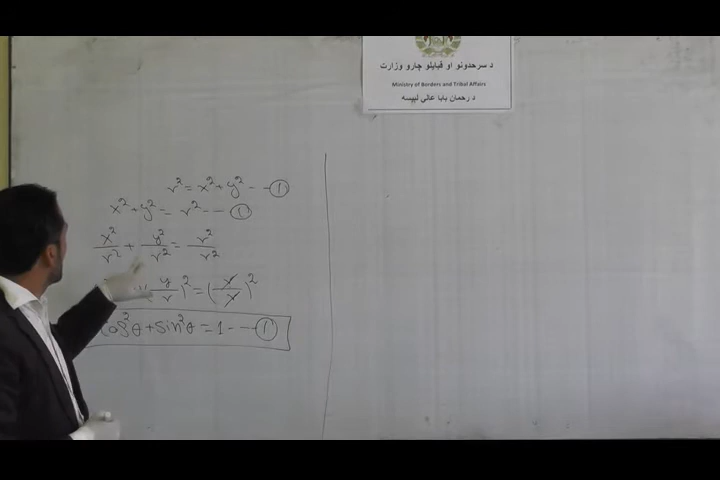 د سرحدونو او قبایلو چارو وزارت
Ministry of Borders and Tribal Affairs
د رحمان بابا عالي لیسه
r² = x² + y² -- ①
x² + y² = r² -- ①
x²/r² + y²/r² = r²/r²
y/r)² = (r/r)²
cos²θ + sin²θ = 1 -- ①